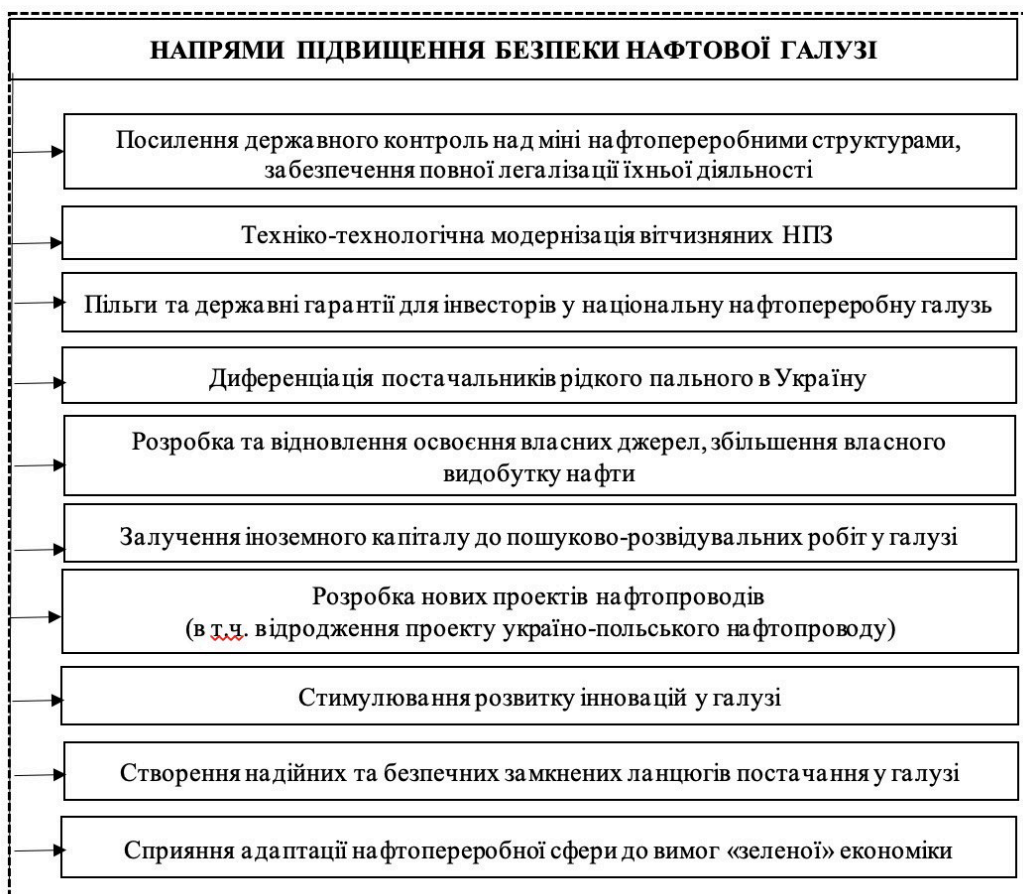 НАПРЯМИ ПІДВИЩЕННЯ БЕЗПЕКИ НАФТОВОЇ ГАЛУЗІ
Посилення державного контроль над міні нафтопереробними структурами,
забезпечення повної легалізації їхньої діяльності
Техніко-технологічна модернізація вітчизняних НПЗ
Пільги та державні гарантії для інвесторів у національну нафтопереробну галузь
Диференціація постачальників рідкого пального в Україну
Розробка та відновлення освоєння власних джерел, збільшення власного
видобутку нафти
Залучення іноземного капіталу до пошуково-розвідувальних робіт у галузі
Розробка нових проектів нафтопроводів
(в т.ч. відродження проекту україно-польського нафтопроводу)
Стимулювання розвитку інновацій у галузі
Створення надійних та безпечних замкнених ланцюгів постачання у галузі
Сприяння адаптації нафтопереробної сфери до вимог «зеленої» економіки